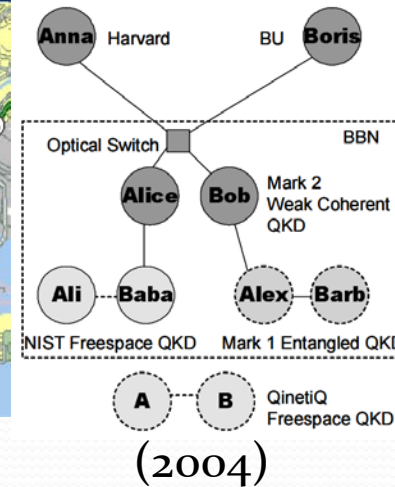 Anna Harvard BU Boris
Optical Switch BBN
Alice Bob Mark 2
Weak Coherent
QKD
Ali Baba Alex Barb
NIST Freespace QKD Mark 1 Entangled QKD
A B QinetiQ
Freespace QKD
(2004)